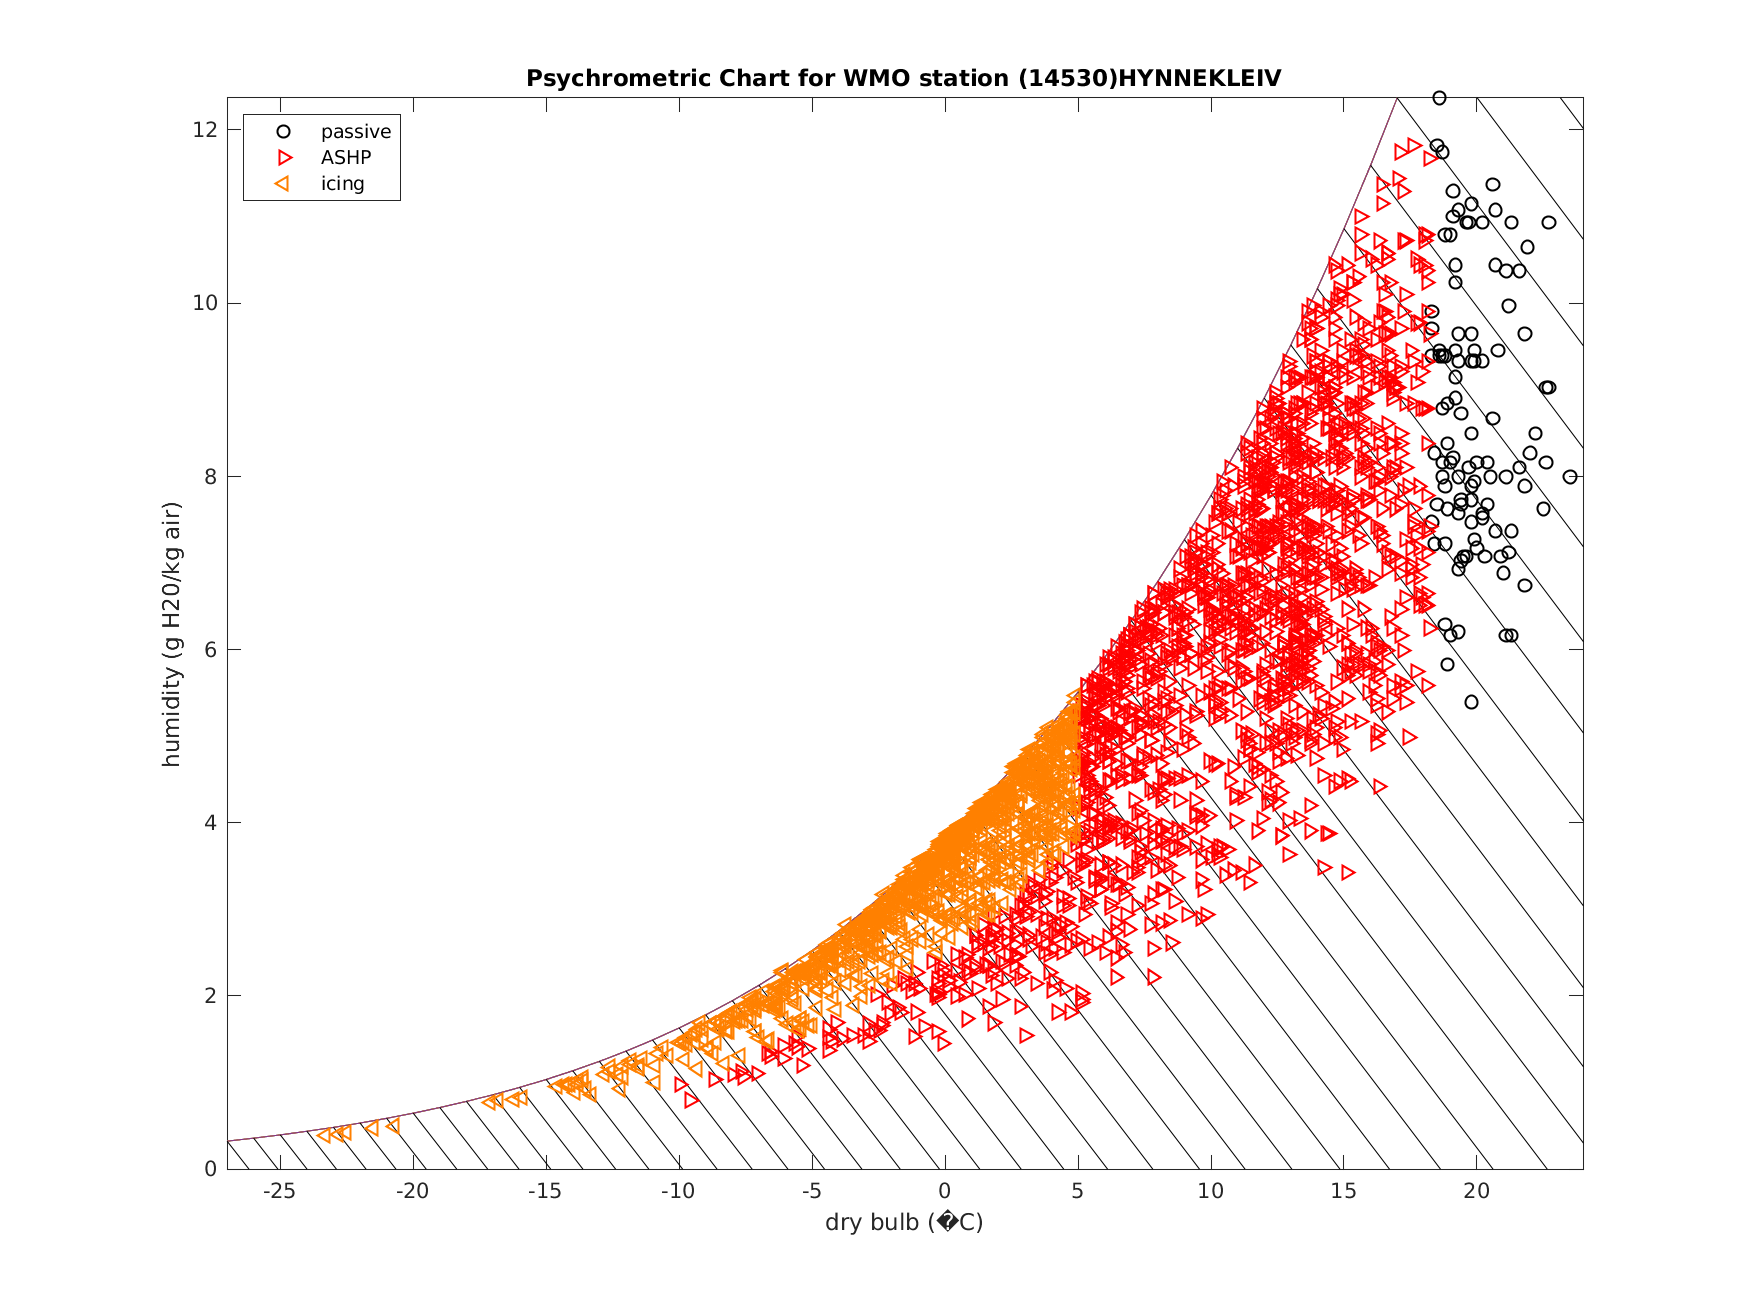 Psychrometric Chart for WMO station (14530)HYNNEKLEIV
passive
ASHP
icing
humidity (g H20/kg air)
12
10
8
6
4
2
0
-25 -20 -15 -10 -5 0 5 10 15 20
dry bulb (�C)